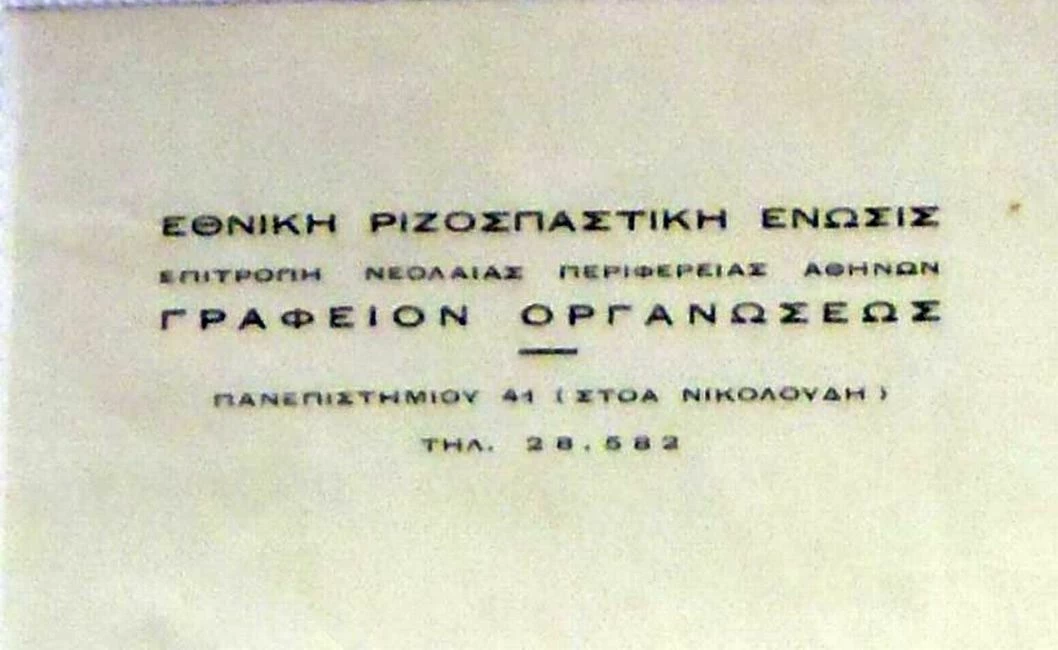 ΕΘΝΙΚΗ ΡΙΖΟΣΠΑΣΤΙΚΗ ΕΝΩΣΙΣ
ΕΠΙΤΡΟΠΗ ΝΕΟΛΑΙΑΣ ΠΕΡΙΦΕΡΕΙΑΣ ΑΘΗΝΩΝ
ΓΡΑΦΕΙΟΝ ΟΡΓΑΝΩΣΕΩΣ
ΠΑΝΕΠΙΣΤΗΜΙΟΥ 41 (ΣΤΟΑ ΝΙΚΟΛΟΥΔΗ)
ΤΗΛ. 28.582